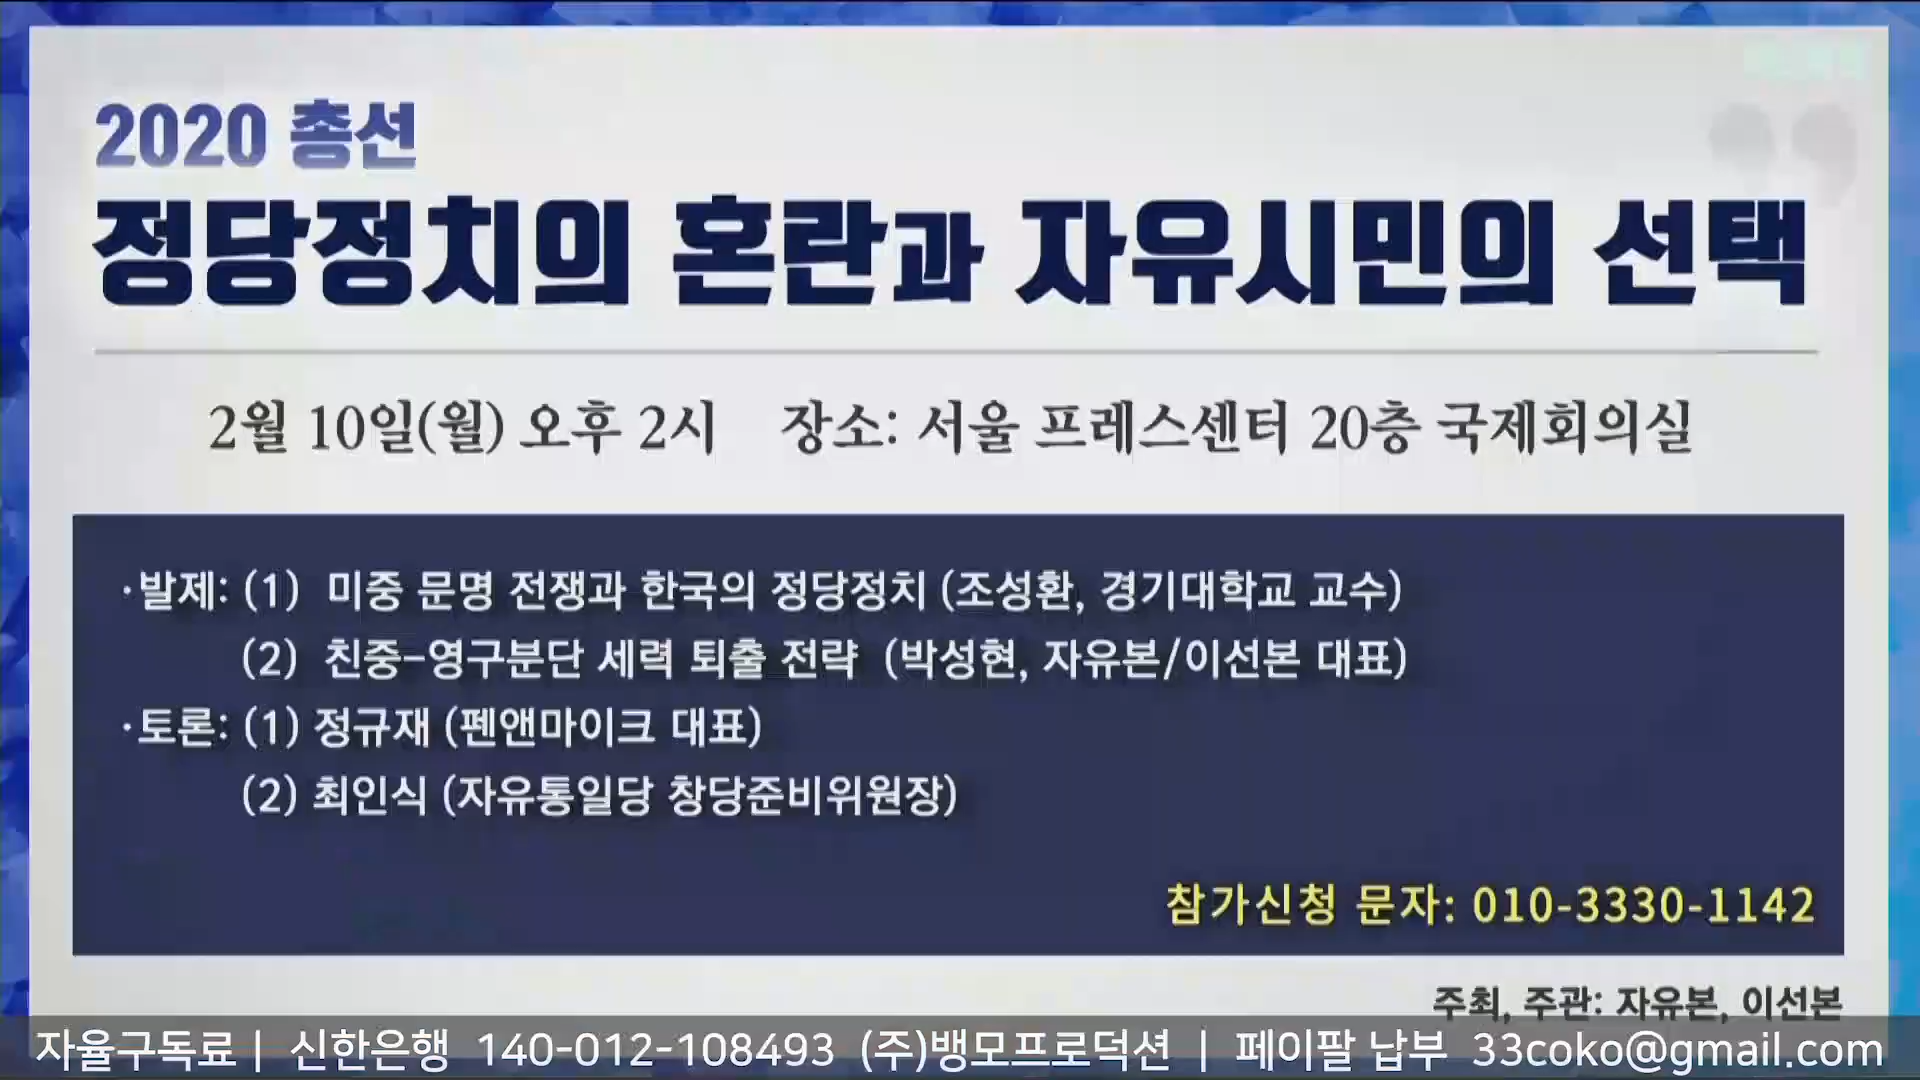 2020 총선
정당정치의 혼란과 자유시민의 선택
2월 10일(월) 오후 2시 장소: 서울 프레스센터 20층 국제회의실
·발제: (1) 미중 문명 전쟁과 한국의 정당정치 (조성환, 경기대학교 교수)
(2) 친중-영구분단 세력 퇴출 전략 (박성현, 자유본/이선본 대표)
·토론: (1) 정규재 (펜앤마이크 대표)
(2) 최인식 (자유통일당 창당준비위원장)
참가신청 문자: 010-3330-1142
주최, 주관: 자유본, 이선본
자율구독료 | 신한은행 140-012-108493 (주)뱅모프로덕션 | 페이팔 납부 33coko@gmail.com